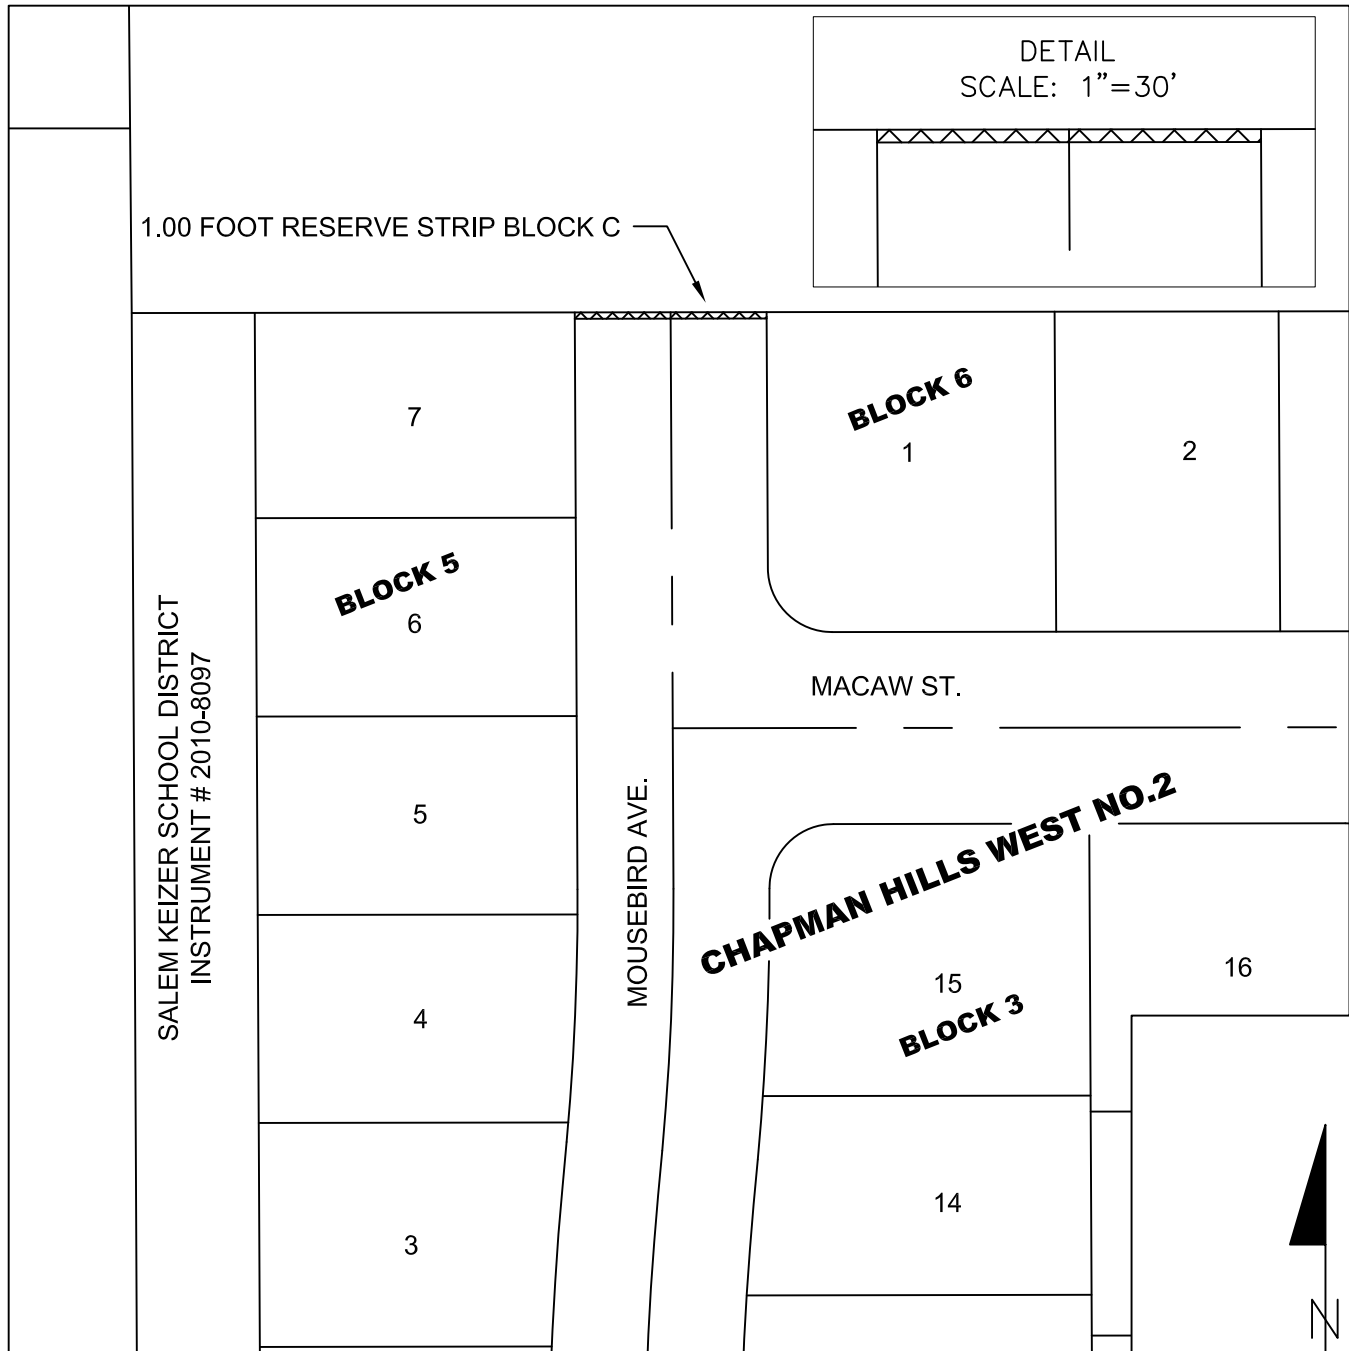 DETAIL
SCALE: 1"=30'
1.00 FOOT RESERVE STRIP BLOCK C
7
BLOCK 6
1
2
BLOCK 5
6
SALEM KEIZER SCHOOL DISTRICT
INSTRUMENT # 2010-8097
MACAW ST.
5
MOUSEBIRD AVE.
CHAPMAN HILLS WEST NO.2
4
15
BLOCK 3
16
3
14
N